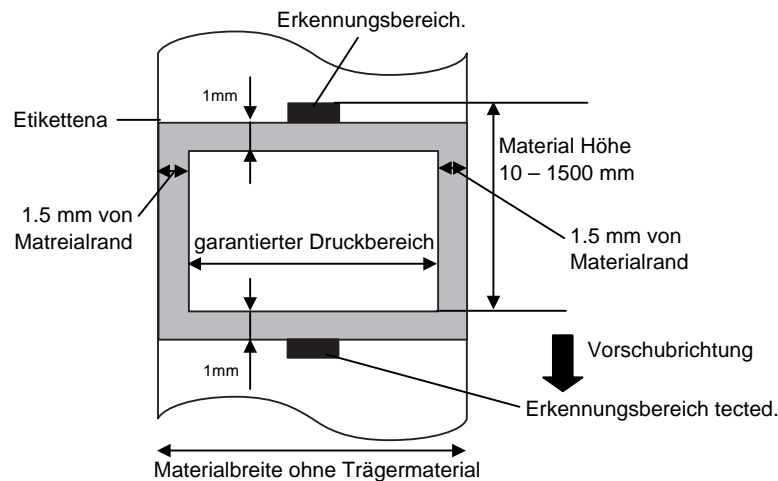 Erkennungsbereich.
1mm
Etikettena
Material Höhe
10 – 1500 mm
1.5 mm von
Matreialrand
garantierter Druckbereich
1.5 mm von
Materialrand
1mm
Vorschubrichtung
Erkennungsbereich tected.
Materialbreite ohne Trägermaterial